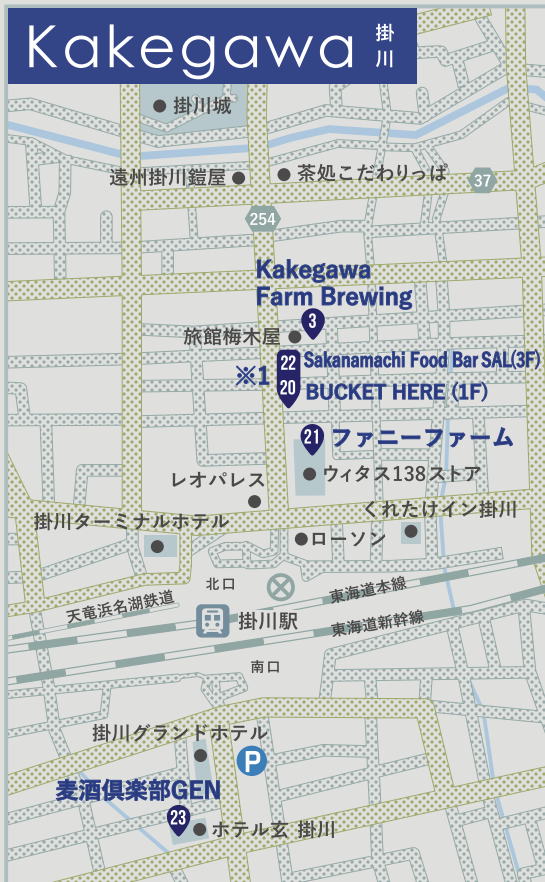 Kakegawa 掛川
掛川城
遠州掛川鎧屋
茶処こだわりっぱ
37
254
Kakegawa
Farm Brewing
3
旅館梅木屋
※1
22 Sakanamachi Food Bar SAL(3F)
20 BUCKET HERE (1F)
21 ファニーファーム
ウィタス138ストア
レオパレス
くれたけイン掛川
掛川ターミナルホテル
ローソン
北口
天竜浜名湖鉄道
東海道本線
掛川駅
東海道新幹線
南口
掛川グランドホテル
P
麦酒倶楽部GEN
23
ホテル玄 掛川